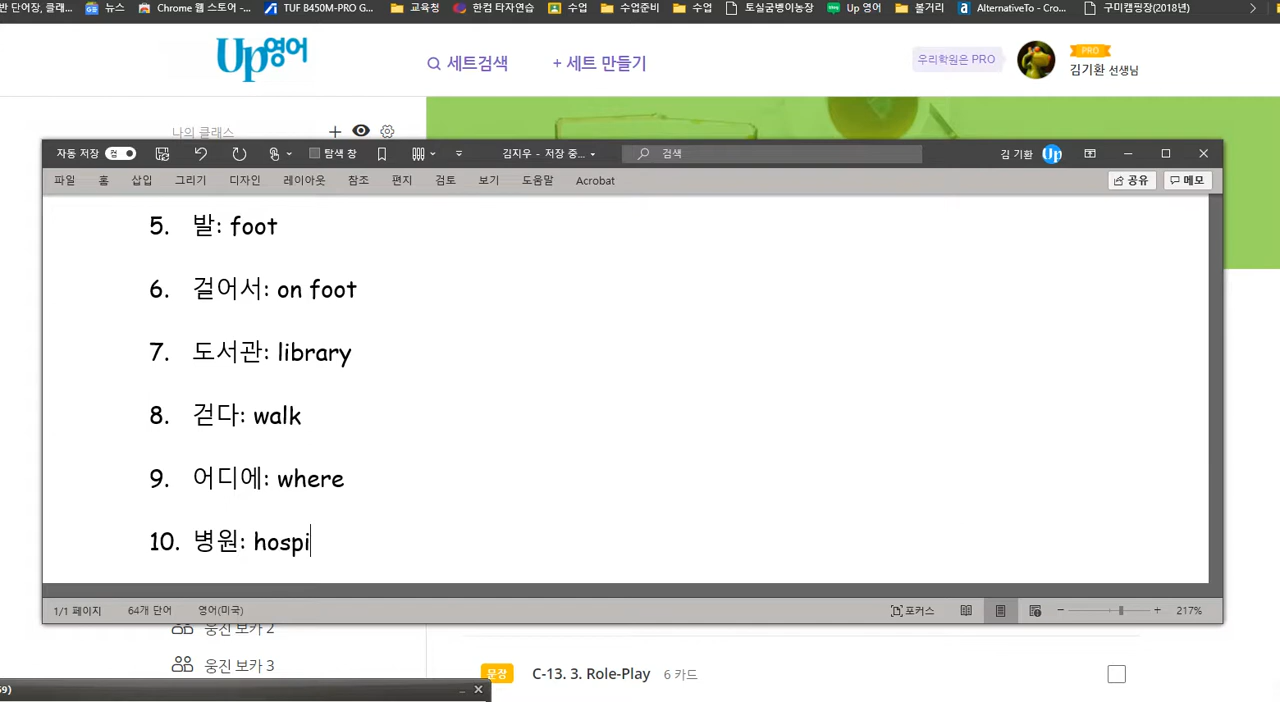 반 단어장, 클래... 뉴스 Chrome 웹 스토어 -... TUF B450M-PRO G... 교육청 한컴 타자연습 수업 수업준비 수업 토실굼벵이농장 Up 영어 볼거리 AlternativeTo - Cro... 구미캠핑장(2018년)
Up영어 세트검색 + 세트 만들기 우리학원은 PRO PRO
김기환 선생님
나의 클래스
자동 저장 컴 탐색 창 김지우 - 저장 중... 검색 김 기환 Up
파일 홈 삽입 그리기 디자인 레이아웃 참조 편지 검토 보기 도움말 Acrobat 공유 메모
5. 발: foot
6. 걸어서: on foot
7. 도서관: library
8. 걷다: walk
9. 어디에: where
10. 병원: hospi
1/1 페이지 64개 단어 영어(미국) 포커스 217%
웅진 보카 2
웅진 보카 3
문장 C-13. 3. Role-Play 6 카드